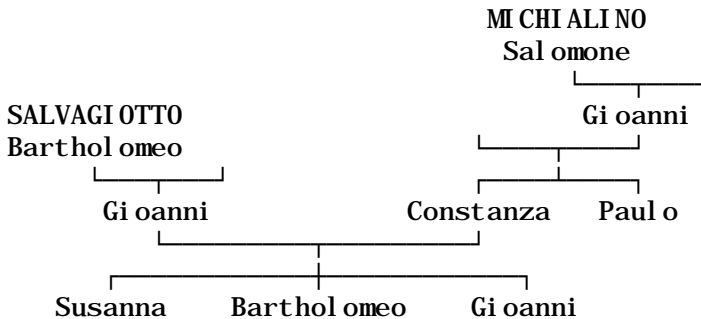 MICHIALINO
Salomone
SALVAGIOTTO
Gioanni
Bartholomeo
Gioanni Constanza Paulo
Susanna Bartholomeo Gioanni